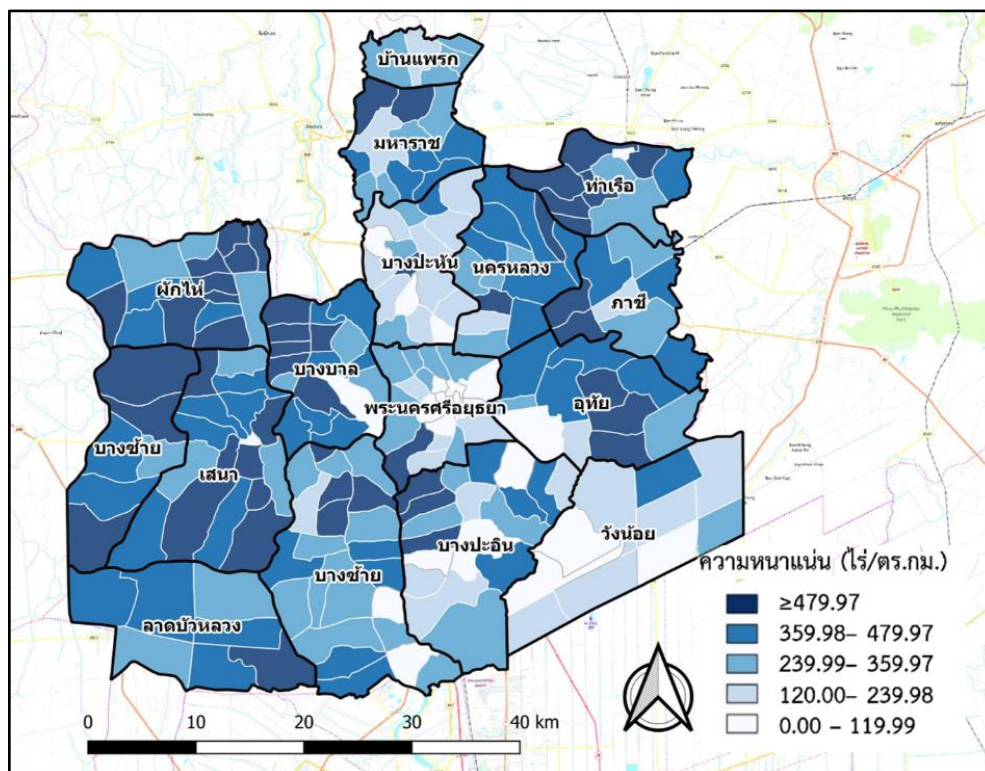 บ้านแพรก
มหาราช
ท่าเรือ
บางปะหัน
นครหลวง
ผักไห่
ภาชี
บางบาล
พระนครศรีอยุธยา
อุทัย
บางซ้าย
เสนา
วังน้อย
บางปะอิน
บางซ้าย
ลาดบัวหลวง
ความหนาแน่น (ไร่/ตร.กม.)
≥479.97
359.98– 479.97
239.99– 359.97
120.00– 239.98
0.00 – 119.99
0 10 20 30 40 km